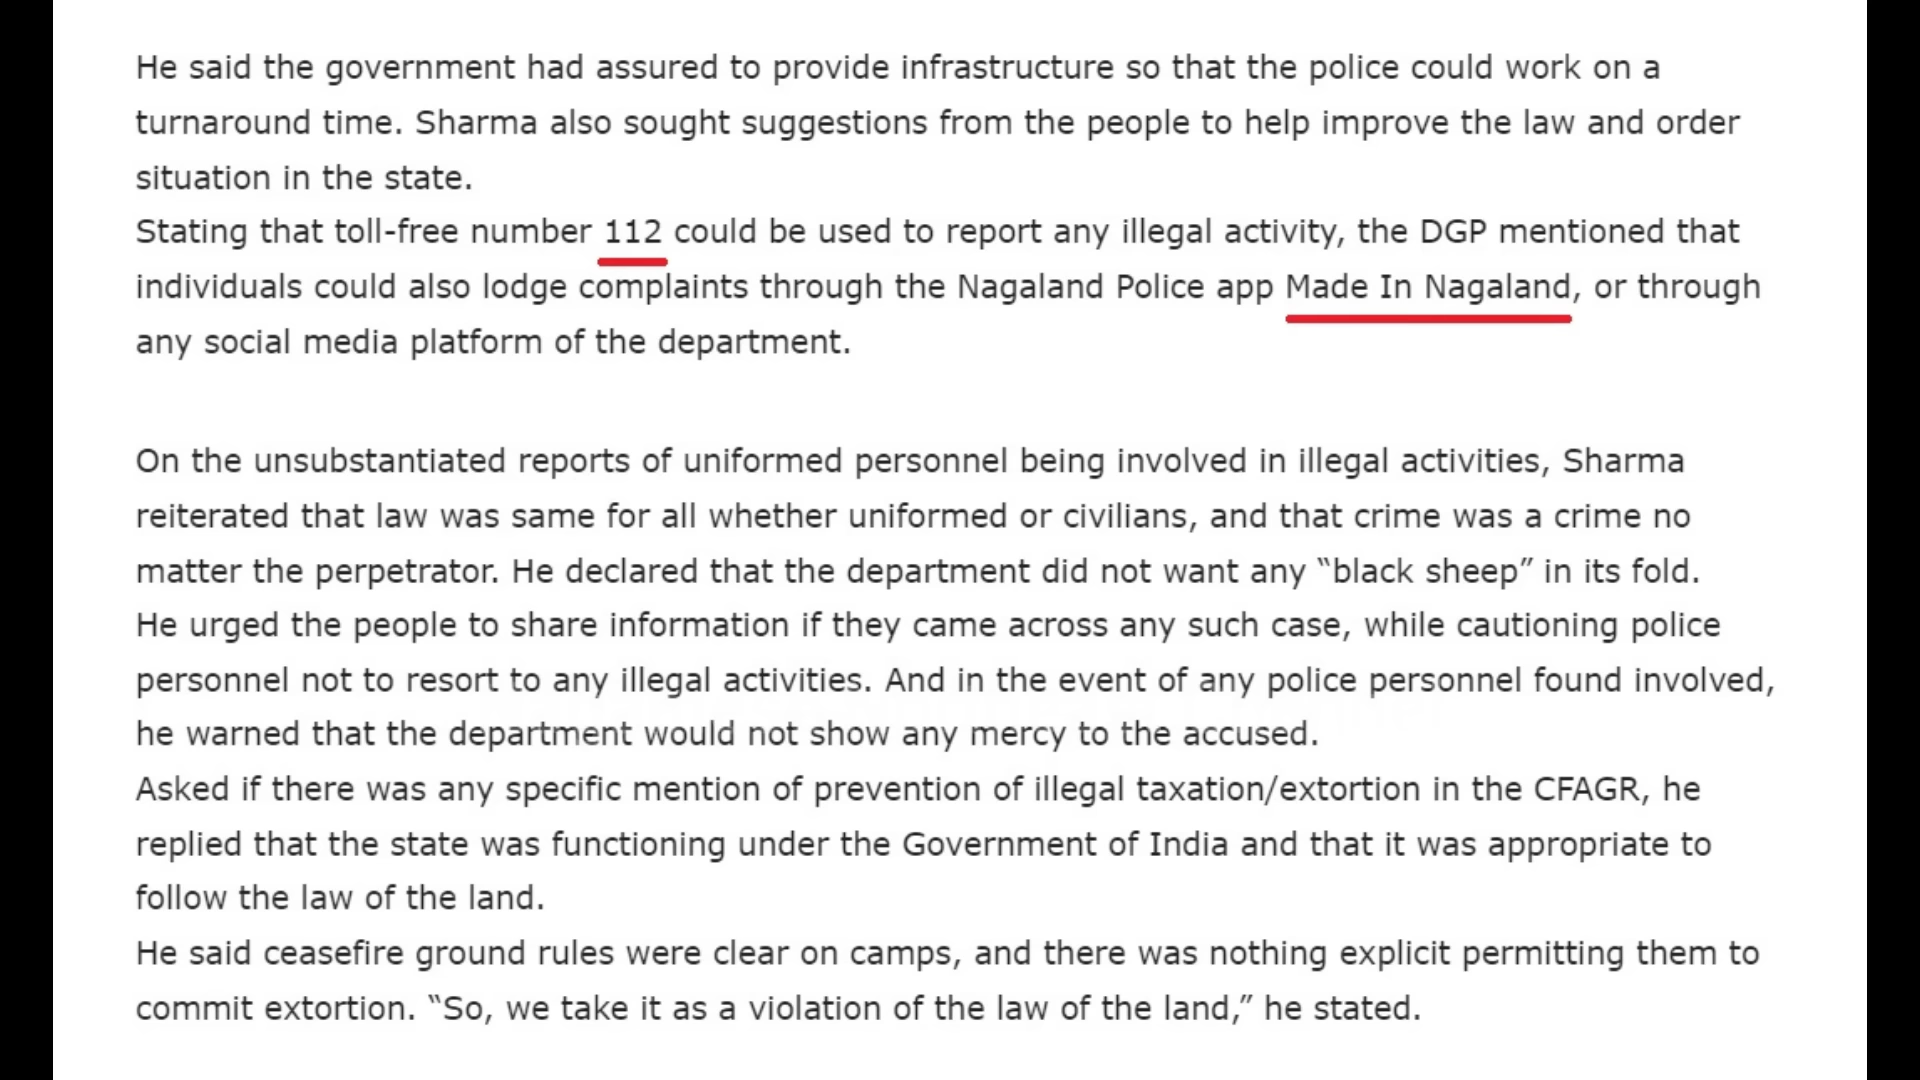 He said the government had assured to provide infrastructure so that the police could work on a
turnaround time. Sharma also sought suggestions from the people to help improve the law and order
situation in the state.
Stating that toll-free number 112 could be used to report any illegal activity, the DGP mentioned that
individuals could also lodge complaints through the Nagaland Police app Made In Nagaland, or through
any social media platform of the department.
On the unsubstantiated reports of uniformed personnel being involved in illegal activities, Sharma
reiterated that law was same for all whether uniformed or civilians, and that crime was a crime no
matter the perpetrator. He declared that the department did not want any “black sheep” in its fold.
He urged the people to share information if they came across any such case, while cautioning police
personnel not to resort to any illegal activities. And in the event of any police personnel found involved,
he warned that the department would not show any mercy to the accused.
Asked if there was any specific mention of prevention of illegal taxation/extortion in the CFAGR, he
replied that the state was functioning under the Government of India and that it was appropriate to
follow the law of the land.
He said ceasefire ground rules were clear on camps, and there was nothing explicit permitting them to
commit extortion. “So, we take it as a violation of the law of the land,” he stated.